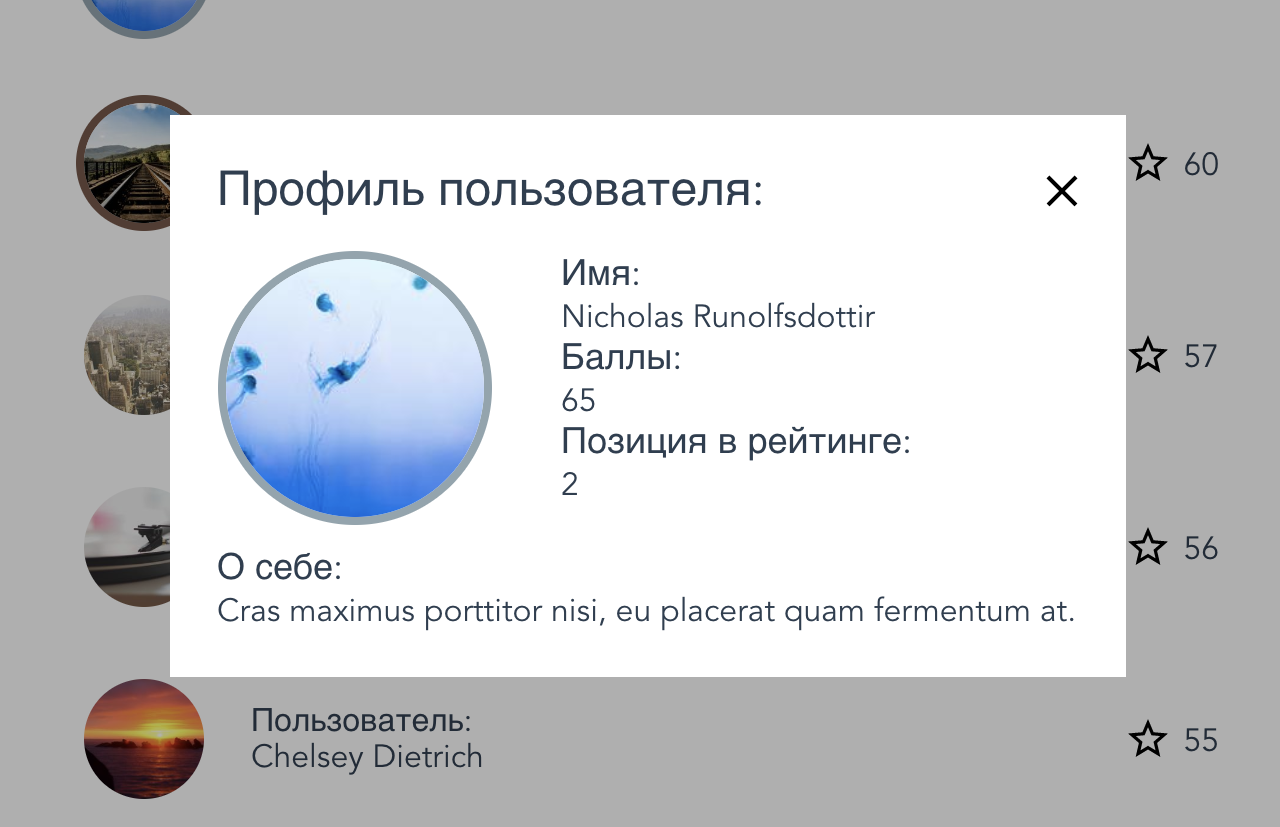 60
Профиль пользователя:
Имя:
Nicholas Runolfsdottir
Баллы:
65
Позиция в рейтинге:
2
57
56
О себе:
Cras maximus porttitor nisi, eu placerat quam fermentum at.
Пользователь:
Chelsey Dietrich
55